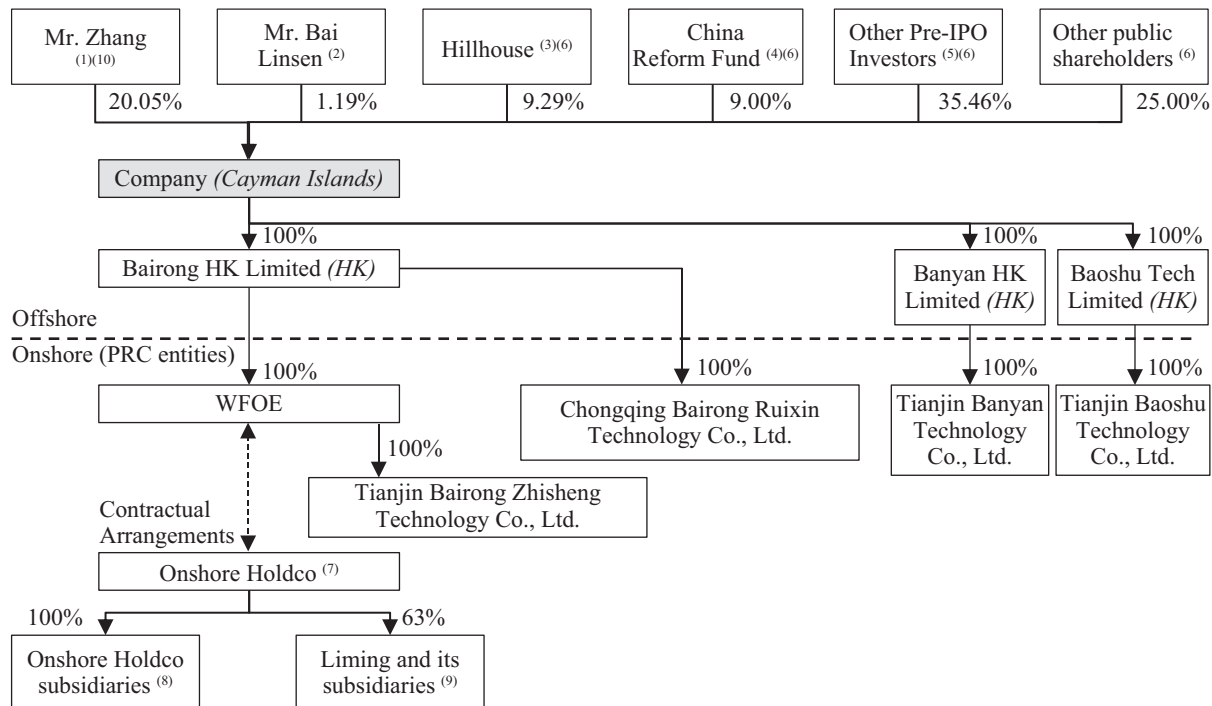 Mr. Zhang
(1)(10)
Mr. Bai
Linsen (2)
Hillhouse (3)(6)
China
Reform Fund (4)(6)
Other Pre-IPO
Investors (5)(6)
Other public
shareholders (6)
20.05%
1.19%
9.29%
9.00%
35.46%
25.00%
Company (Cayman Islands)
100%
100%
100%
Bairong HK Limited (HK)
Banyan HK
Limited (HK)
Baoshu Tech
Limited (HK)
Offshore
Onshore (PRC entities)
100%
100%
100%
100%
WFOE
Chongqing Bairong Ruixin
Technology Co., Ltd.
Tianjin Banyan
Technology
Co., Ltd.
Tianjin Baoshu
Technology
Co., Ltd.
100%
Tianjin Bairong Zhisheng
Technology Co., Ltd.
Contractual
Arrangements
Onshore Holdco (7)
100%
63%
Onshore Holdco
subsidiaries (8)
Liming and its
subsidiaries (9)